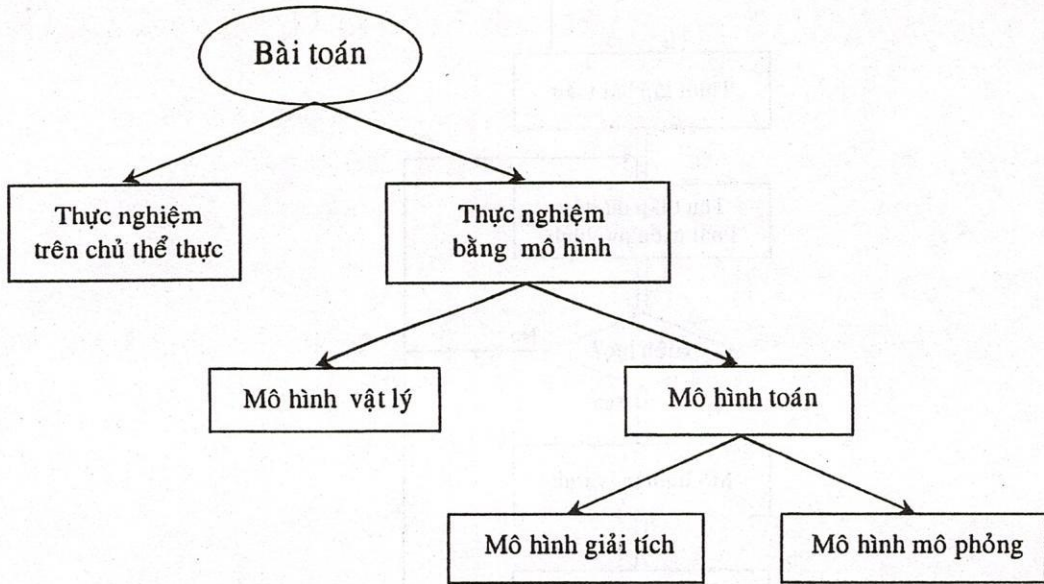 Bài toán
Thực nghiệm
trên chủ thể thực
Thực nghiệm
bằng mô hình
Mô hình vật lý
Mô hình toán
Mô hình giải tích
Mô hình mô phỏng